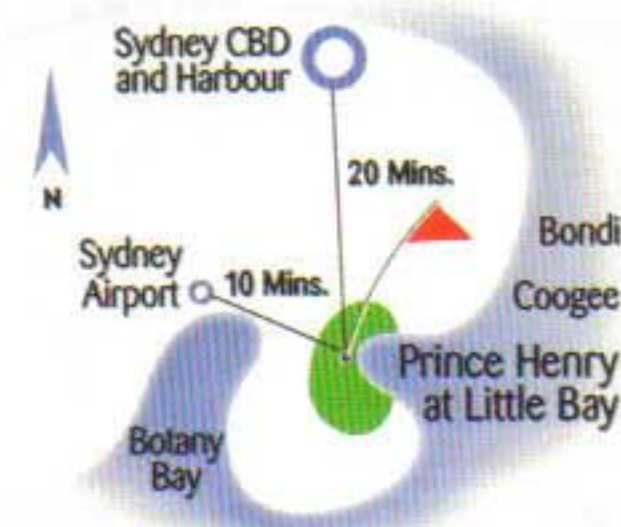 Sydney CBD
and Harbour
N
20 Mins.
Bondi
Sydney
Airport
10 Mins.
Coogee
Prince Henry
at Little Bay
Botany
Bay